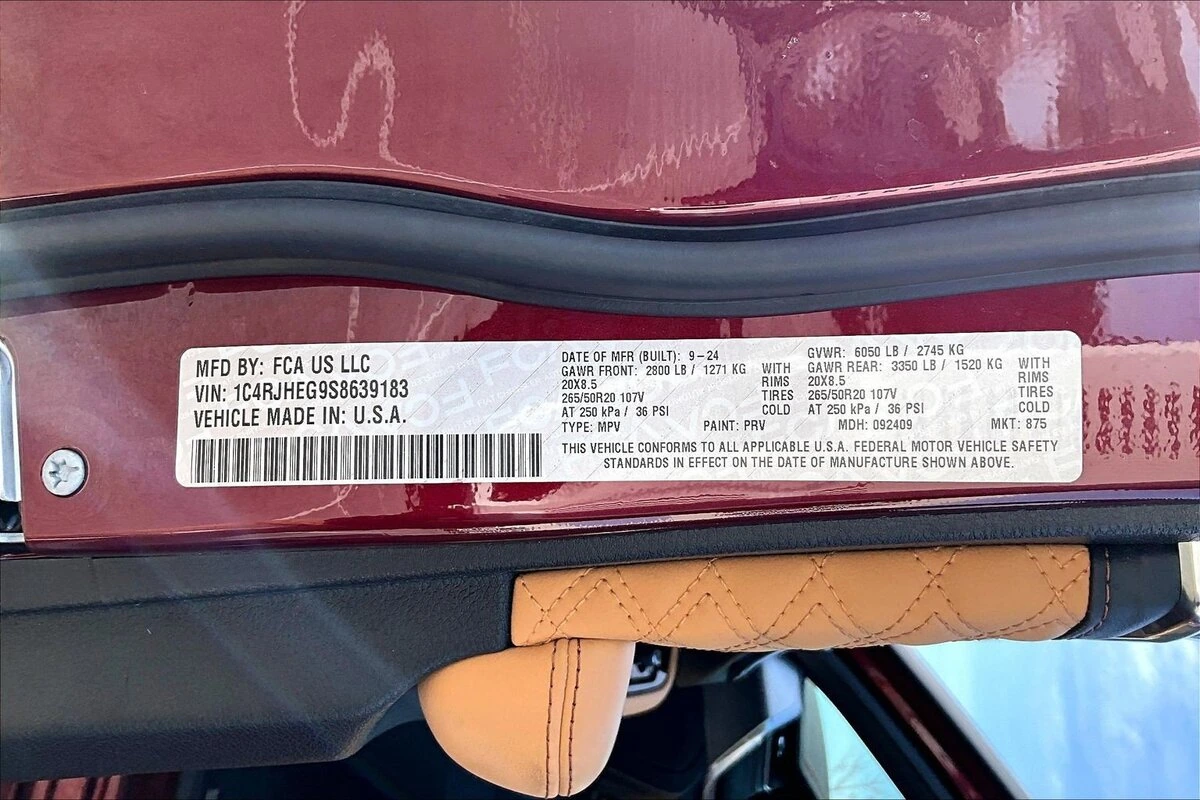 MFD BY: FCA US LLC
VIN: 1C4RJHEG9S8639183
VEHICLE MADE IN: U.S.A.
DATE OF MFR (BUILT): 9-24
GAWR FRONT: 2800 LB / 1271 KG WITH
20X8.5 RIMS
265/50R20 107V TIRES
AT 250 kPa / 36 PSI COLD
GVWR: 6050 LB / 2745 KG
GAWR REAR: 3350 LB / 1520 KG WITH
20X8.5 RIMS
265/50R20 107V TIRES
AT 250 kPa / 36 PSI COLD
TYPE: MPV PAINT: PRV MDH: 092409 MKT: 875
THIS VEHICLE CONFORMS TO ALL APPLICABLE U.S.A. FEDERAL MOTOR VEHICLE SAFETY
STANDARDS IN EFFECT ON THE DATE OF MANUFACTURE SHOWN ABOVE.